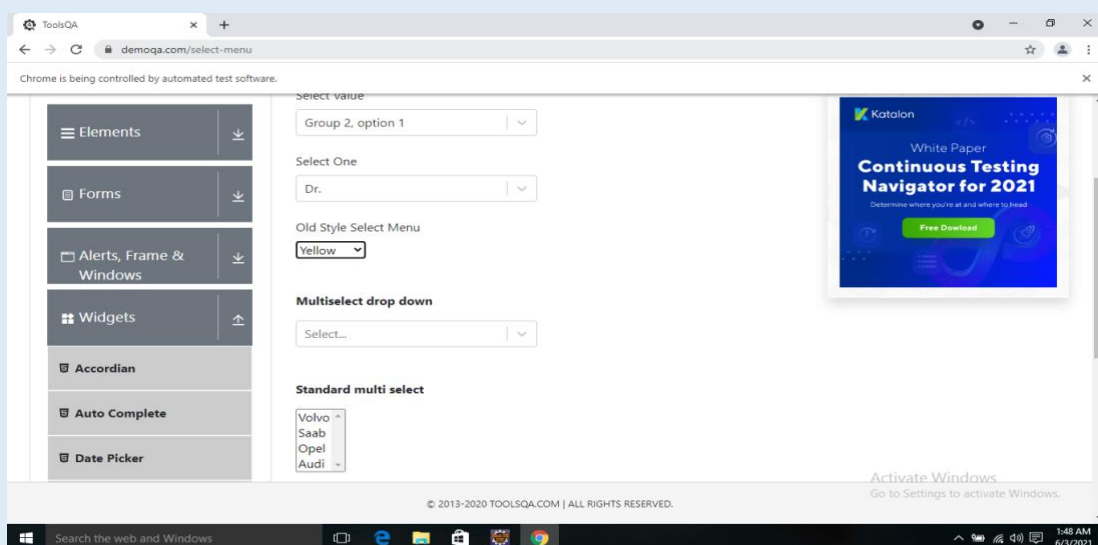 ToolsQA
demoqa.com/select-menu
Chrome is being controlled by automated test software.
Elements
Forms
Alerts, Frame &
Windows
Widgets
Accordian
Auto Complete
Date Picker
Select Value
Group 2, option 1
Select One
Dr.
Old Style Select Menu
Yellow
Multiselect drop down
Select...
Standard multi select
Volvo
Saab
Opel
Audi
Katalon
White Paper
Continuous Testing
Navigator for 2021
Determine where you're at and where to head
Free Dowload
Activate Windows
Go to Settings to activate Windows.
© 2013-2020 TOOLSQA.COM | ALL RIGHTS RESERVED.
Search the web and Windows
1:48 AM
6/3/2021